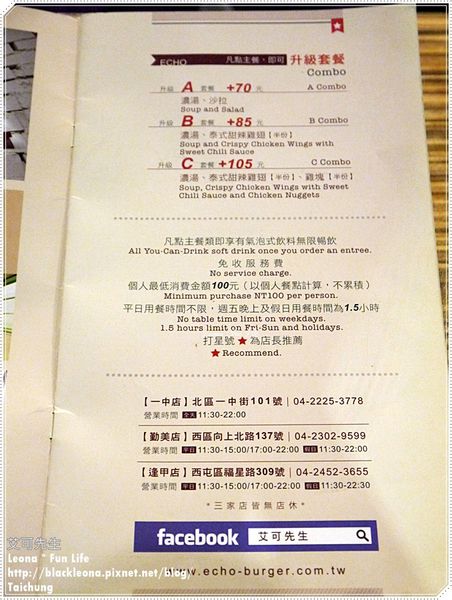 ECHO 凡點主餐，即可 升級套餐
Combo
升級 A 套餐 +70 元 A Combo
濃湯、沙拉
Soup and Salad
升級 B 套餐 +85 元 B Combo
濃湯、泰式甜辣雞翅【半份】
Soup and Crispy Chicken Wings with
Sweet Chili Sauce
升級 C 套餐 +105 元 C Combo
濃湯、泰式甜辣雞翅【半份】、雞塊【半份】
Soup, Crispy Chicken Wings with Sweet
Chili Sauce and Chicken Nuggets
凡點主餐類即享有氣泡式飲料無限暢飲
All You-Can-Drink soft drink once you order an entree.
免收服務費
No service charge.
個人最低消費金額100元（以個人餐點計算，不累積）
Minimum purchase NT100 per person.
平日用餐時間不限，週五晚上及假日用餐時間為1.5小時
No table time limit on weekdays.
1.5 hours limit on Fri-Sun and holidays.
打星號★為店長推薦
★ Recommend.
【一中店】北區一中街101號｜04-2225-3778
營業時間 全天 11:30-22:00
【勤美店】西區向上北路137號｜04-2302-9599
營業時間 平日 11:30-15:00/17:00-22:00 假日 11:30-22:00
【逢甲店】西屯區福星路309號｜04-2452-3655
營業時間 平日 11:30-15:00/17:00-22:00 假日 11:30-22:30
*三家店皆無店休*
facebook 艾可先生
www.echo-burger.com.tw
艾可先生
Leona * Fun Life
http://blackleona.pixnet.net/blog/
Taichung